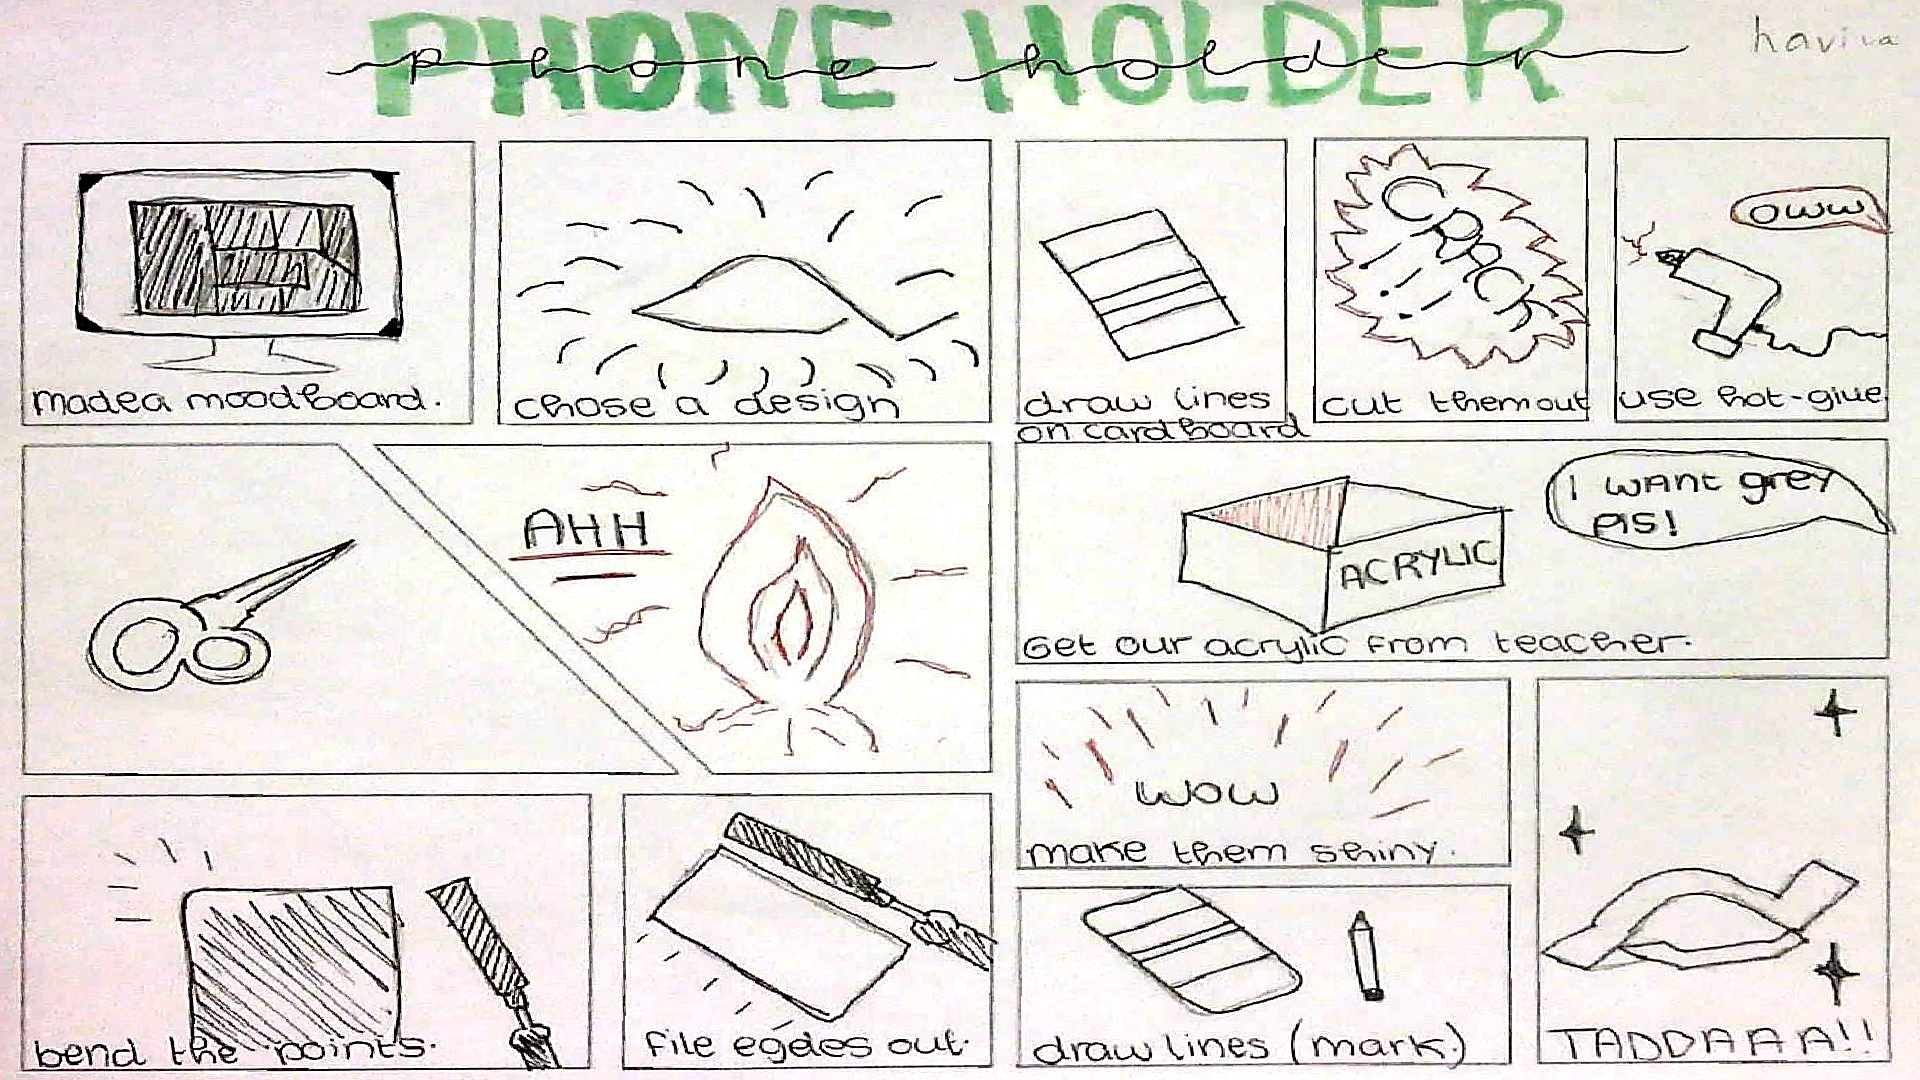 PHONE HOLDER
phone holder
havira
made a moodboard.
chose a design
draw lines
on cardboard
CRACK!!
cut them out
OWW
use hot-glue
AHH
I WANT grey
PIS!
ACRYLIC
Get our acrylic from teacher.
WOW
make them shiny.
bend the points.
file egdes out.
draw lines (mark.)
TADDAAA!!